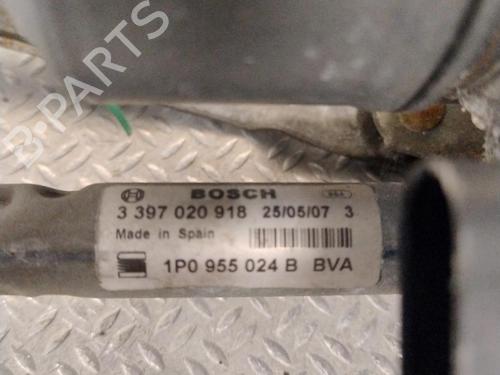 B-PARTS
BOSCH
3 397 020 918 25/05/07 3
Made in Spain
1P0 955 024 B BVA